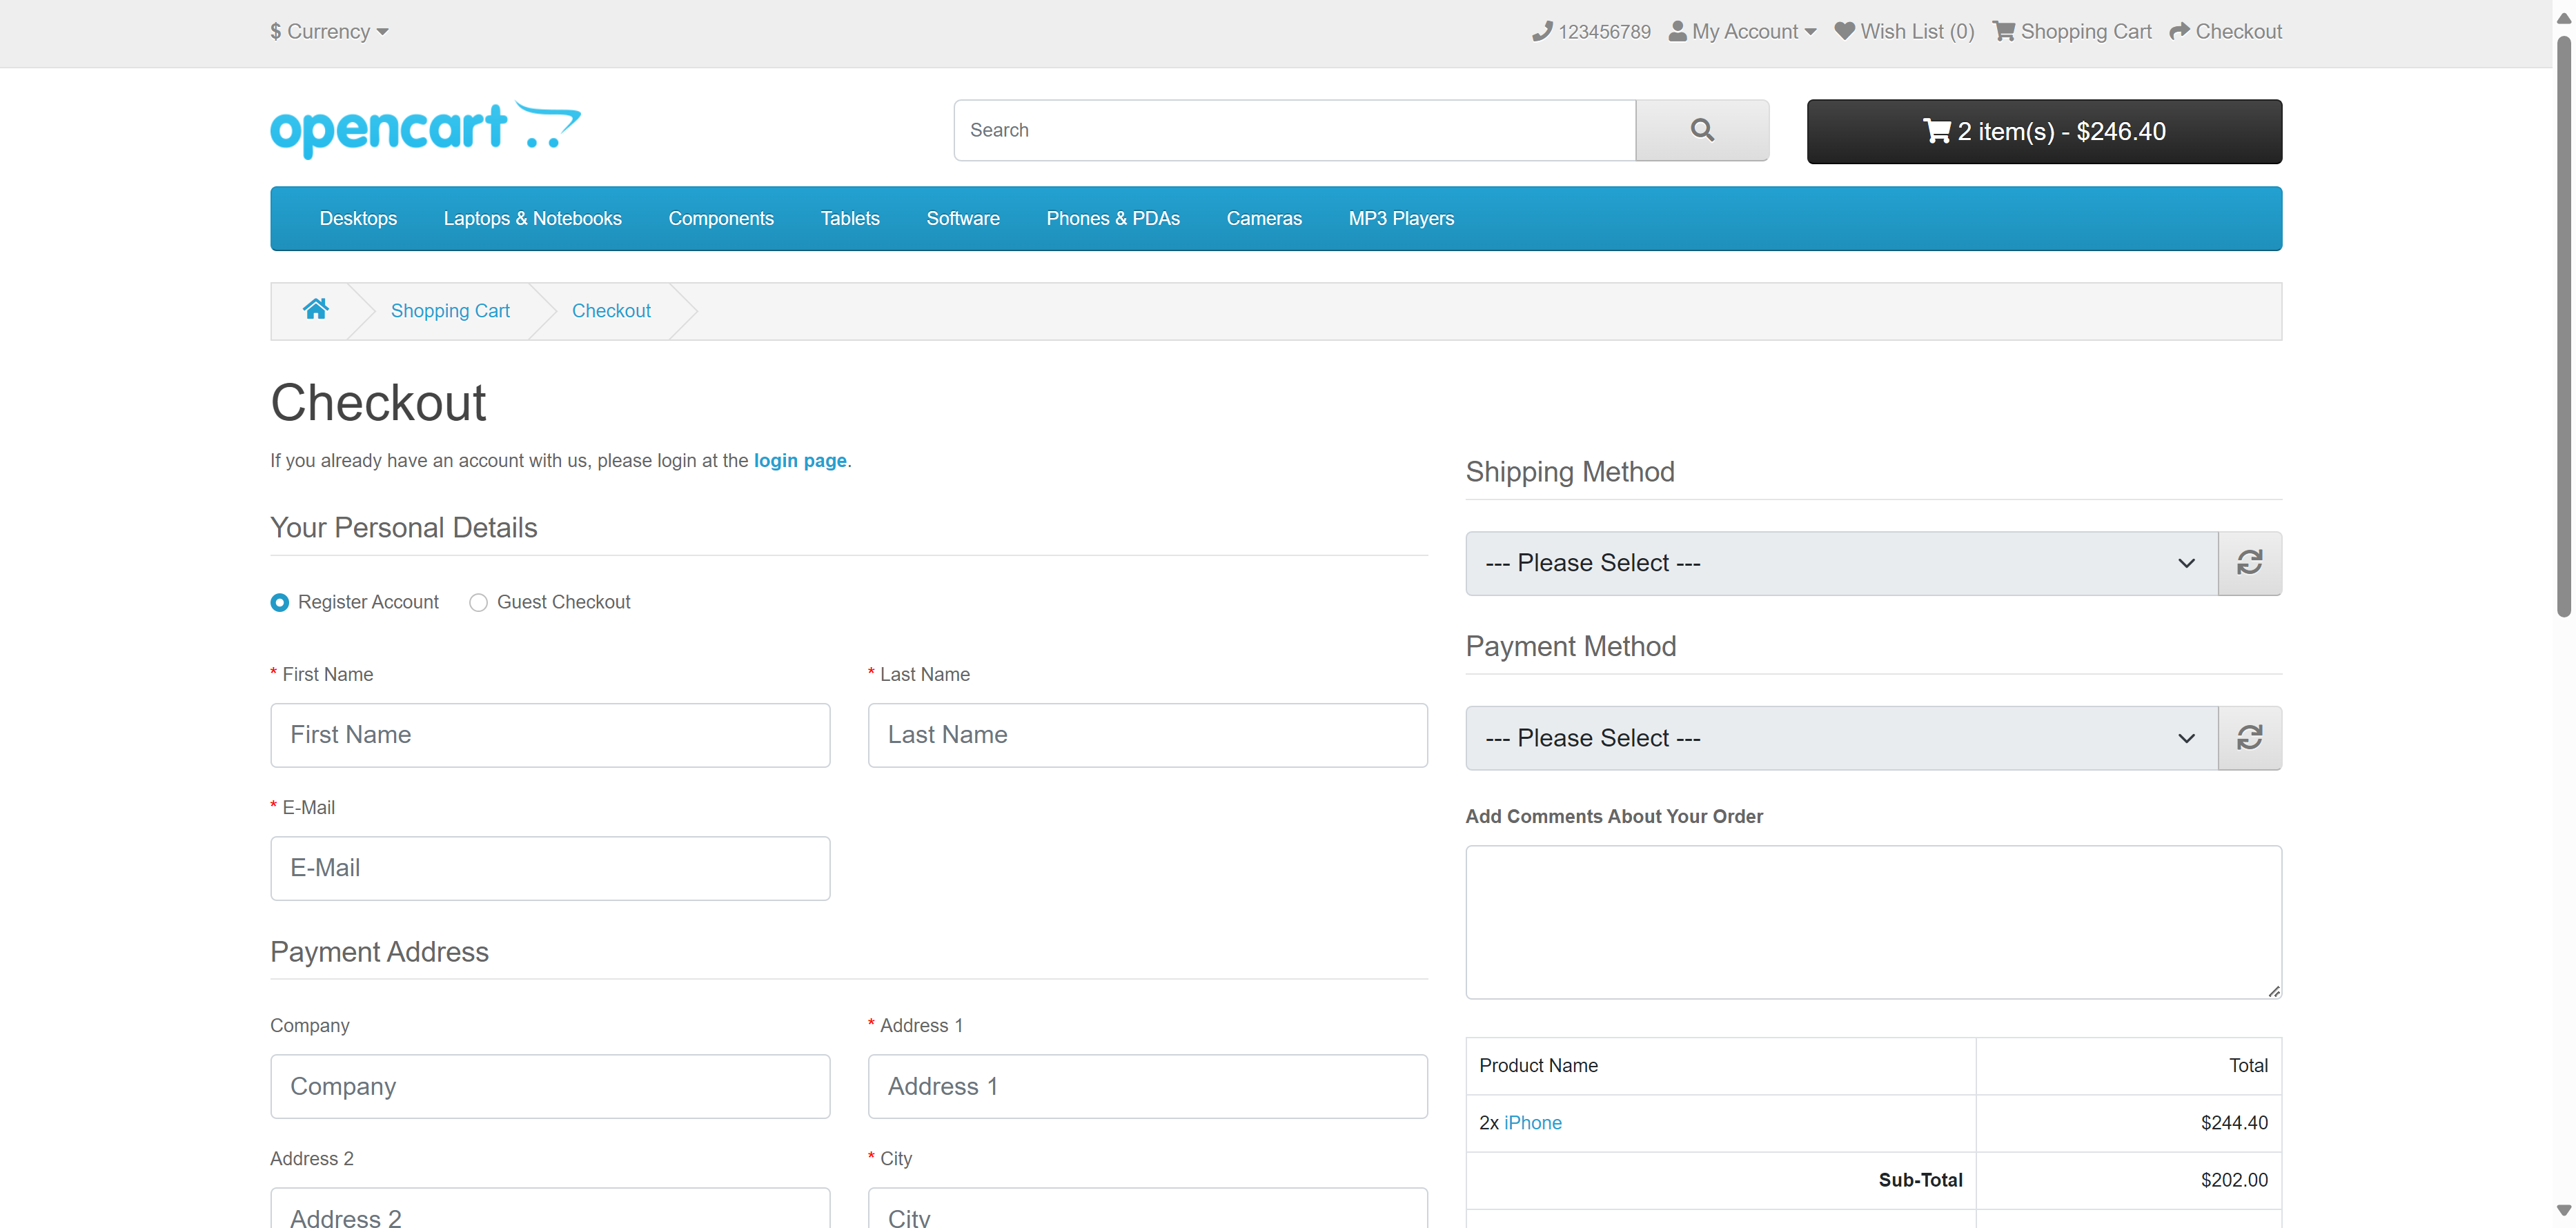 $ Currency
123456789 My Account Wish List (0) Shopping Cart Checkout
opencart
Search
2 item(s) - $246.40
Desktops Laptops & Notebooks Components Tablets Software Phones & PDAs Cameras MP3 Players
Shopping Cart Checkout
Checkout
If you already have an account with us, please login at the login page.
Your Personal Details
Register Account Guest Checkout
* First Name
* Last Name
First Name
Last Name
* E-Mail
E-Mail
Payment Address
Company
* Address 1
Company
Address 1
Address 2
* City
Address 2
City
Shipping Method
--- Please Select ---
Payment Method
--- Please Select ---
Add Comments About Your Order
Product Name Total
2x iPhone $244.40
Sub-Total $202.00